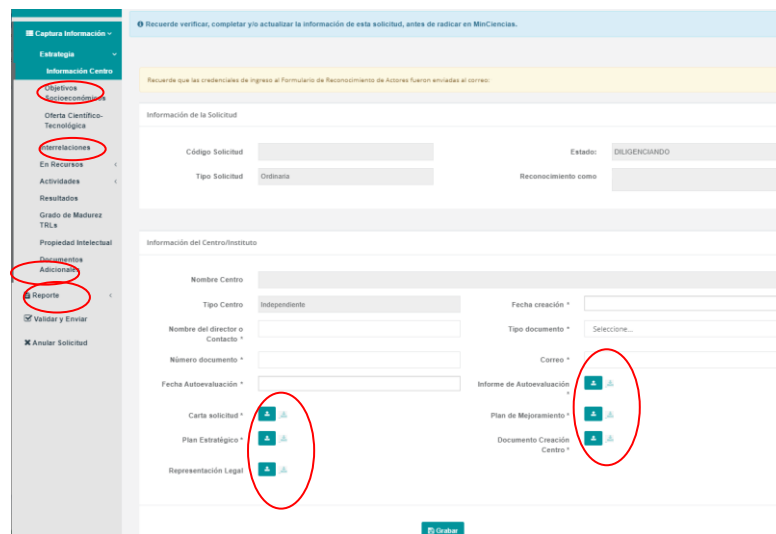 Captura Información
Estrategia
Información Centro
Objetivos
Socioeconómicos
Oferta Científico-
Tecnológica
Interrelaciones
En Recursos
Actividades
Resultados
Grado de Madurez
TRLs
Propiedad Intelectual
Documentos
Adicionales
Reporte
Validar y Enviar
Anular Solicitud
Recuerde verificar, completar y/o actualizar la información de esta solicitud, antes de radicar en MinCiencias.
Recuerde que las credenciales de ingreso al Formulario de Reconocimiento de Actores fueron enviadas al correo:
Información de la Solicitud
Código Solicitud
Estado: DILIGENCIANDO
Tipo Solicitud Ordinaria
Reconocimiento como
Información del Centro/Instituto
Nombre Centro
Tipo Centro Independiente
Fecha creación *
Nombre del director o
Contacto *
Tipo documento * Seleccione...
Número documento *
Correo *
Fecha Autoevaluación *
Informe de Autoevaluación
*
Carta solicitud *
Plan de Mejoramiento *
Plan Estratégico *
Documento Creación
Centro *
Representación Legal
Grabar